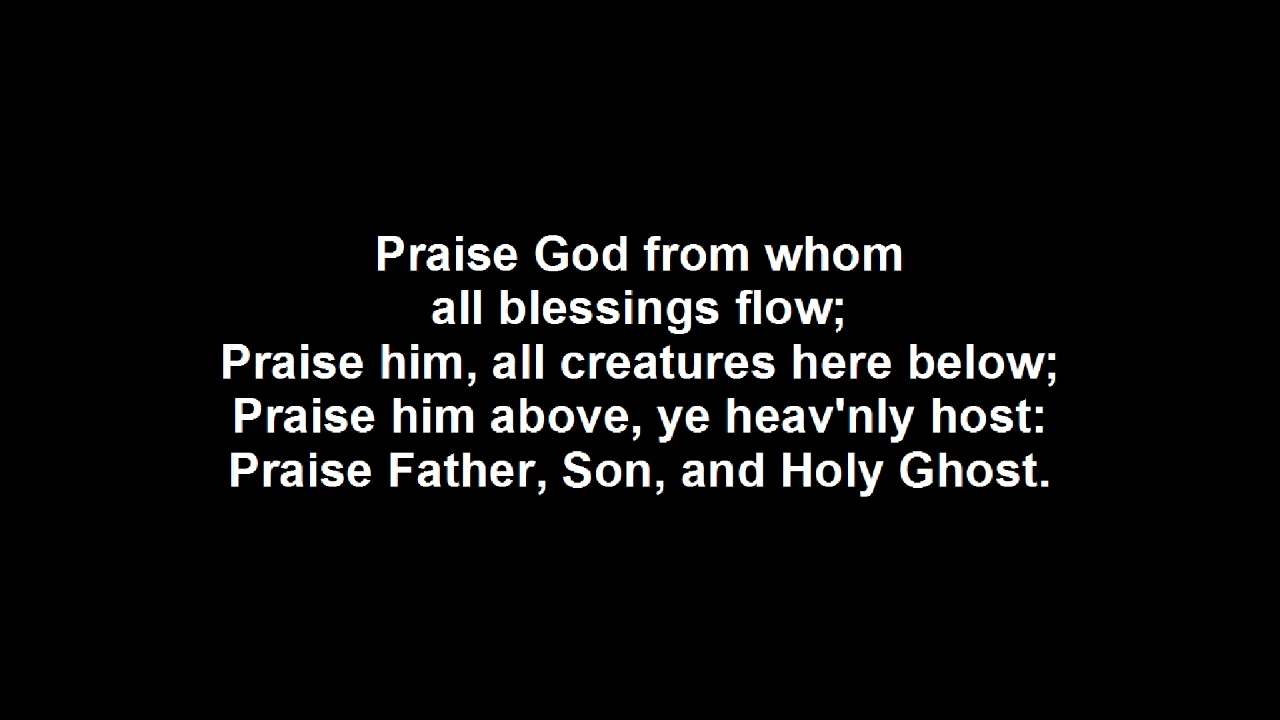 Praise God from whom
all blessings flow;
Praise him, all creatures here below;
Praise him above, ye heav'nly host:
Praise Father, Son, and Holy Ghost.